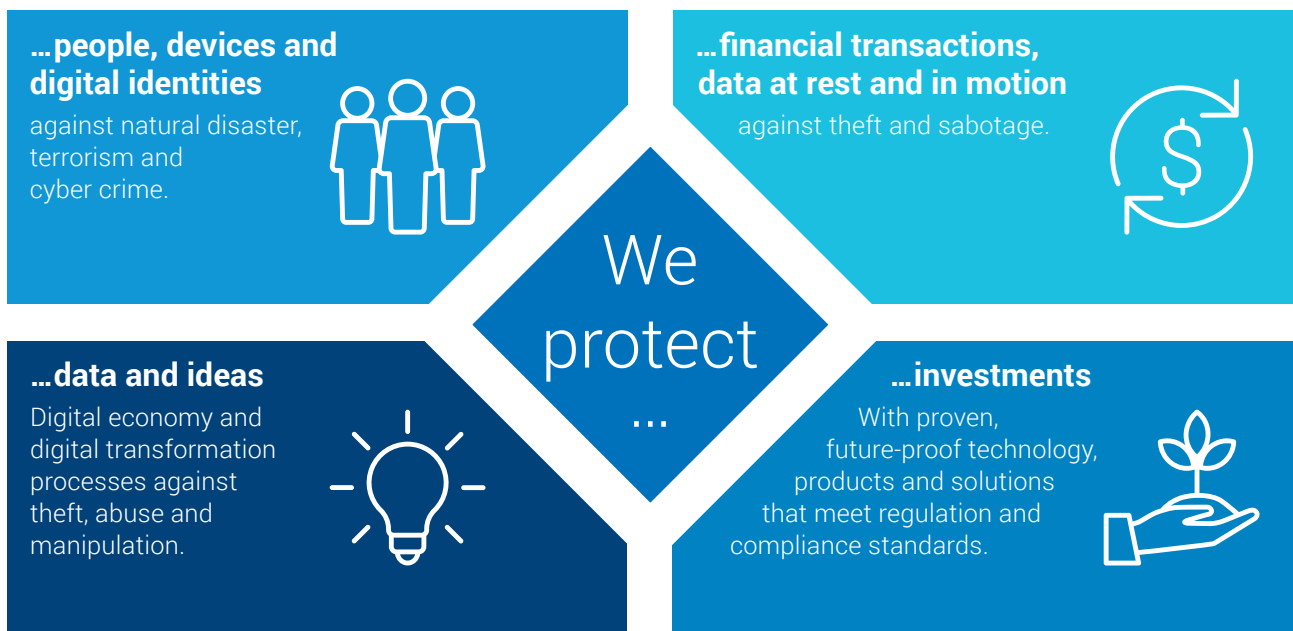 ...people, devices and
digital identities
against natural disaster,
terrorism and
cyber crime.
...financial transactions,
data at rest and in motion
against theft and sabotage.
$
We
protect
...
...data and ideas
Digital economy and
digital transformation
processes against
theft, abuse and
manipulation.
...investments
With proven,
future-proof technology,
products and solutions
that meet regulation and
compliance standards.